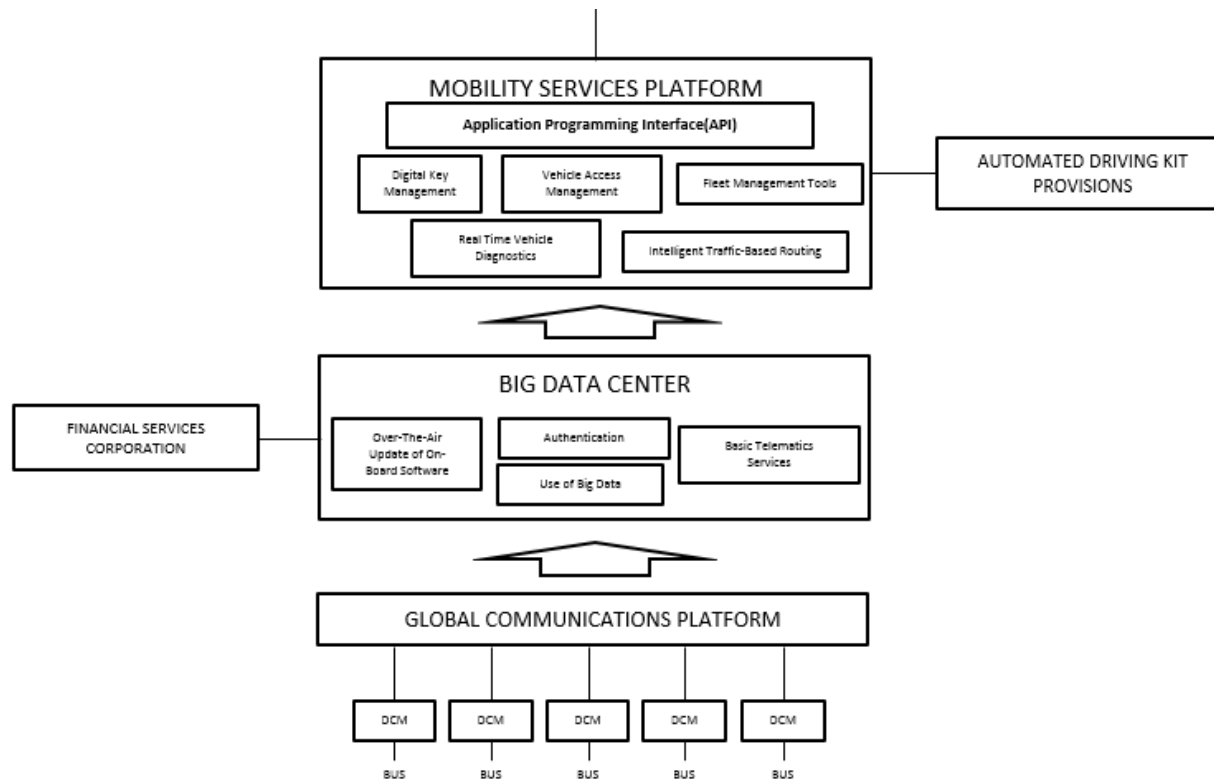 MOBILITY SERVICES PLATFORM
Application Programming Interface(API)
Digital Key
Management
Vehicle Access
Management
Fleet Management Tools
Real Time Vehicle
Diagnostics
Intelligent Traffic-Based Routing
AUTOMATED DRIVING KIT
PROVISIONS
BIG DATA CENTER
FINANCIAL SERVICES
CORPORATION
Over-The-Air
Update of On-
Board Software
Authentication
Use of Big Data
Basic Telematics
Services
GLOBAL COMMUNICATIONS PLATFORM
DCM DCM DCM DCM DCM
BUS BUS BUS BUS BUS